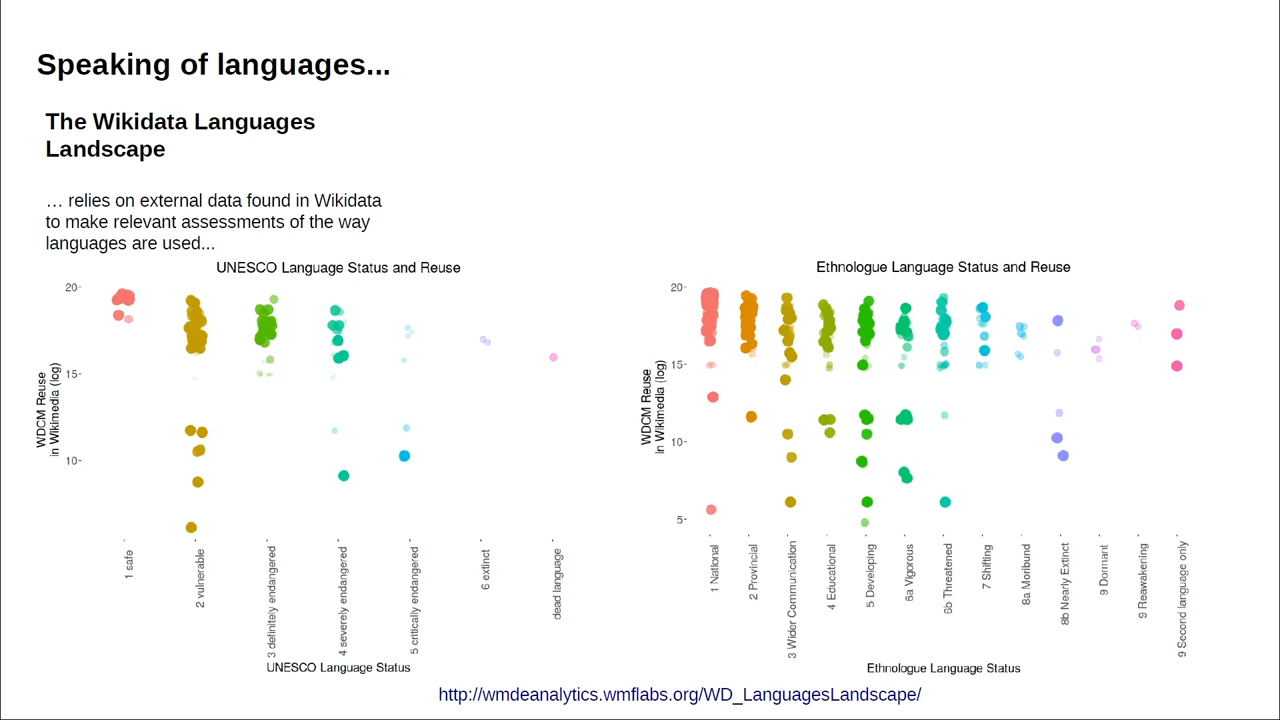 Speaking of languages...
The Wikidata Languages
Landscape
… relies on external data found in Wikidata
to make relevant assessments of the way
languages are used...
UNESCO Language Status and Reuse
WDCM Reuse
in Wikimedia (log)
20
15
10
1 safe
2 vulnerable
3 definitely endangered
4 severely endangered
5 critically endangered
6 extinct
dead language
UNESCO Language Status
Ethnologue Language Status and Reuse
WDCM Reuse
in Wikimedia (log)
20
15
10
5
1 National
2 Provincial
3 Wider Communication
4 Educational
5 Developing
6a Vigorous
6b Threatened
7 Shifting
8a Moribund
8b Nearly Extinct
9 Dormant
9 Reawakening
9 Second language only
Ethnologue Language Status
http://wmdeanalytics.wmflabs.org/WD_LanguagesLandscape/